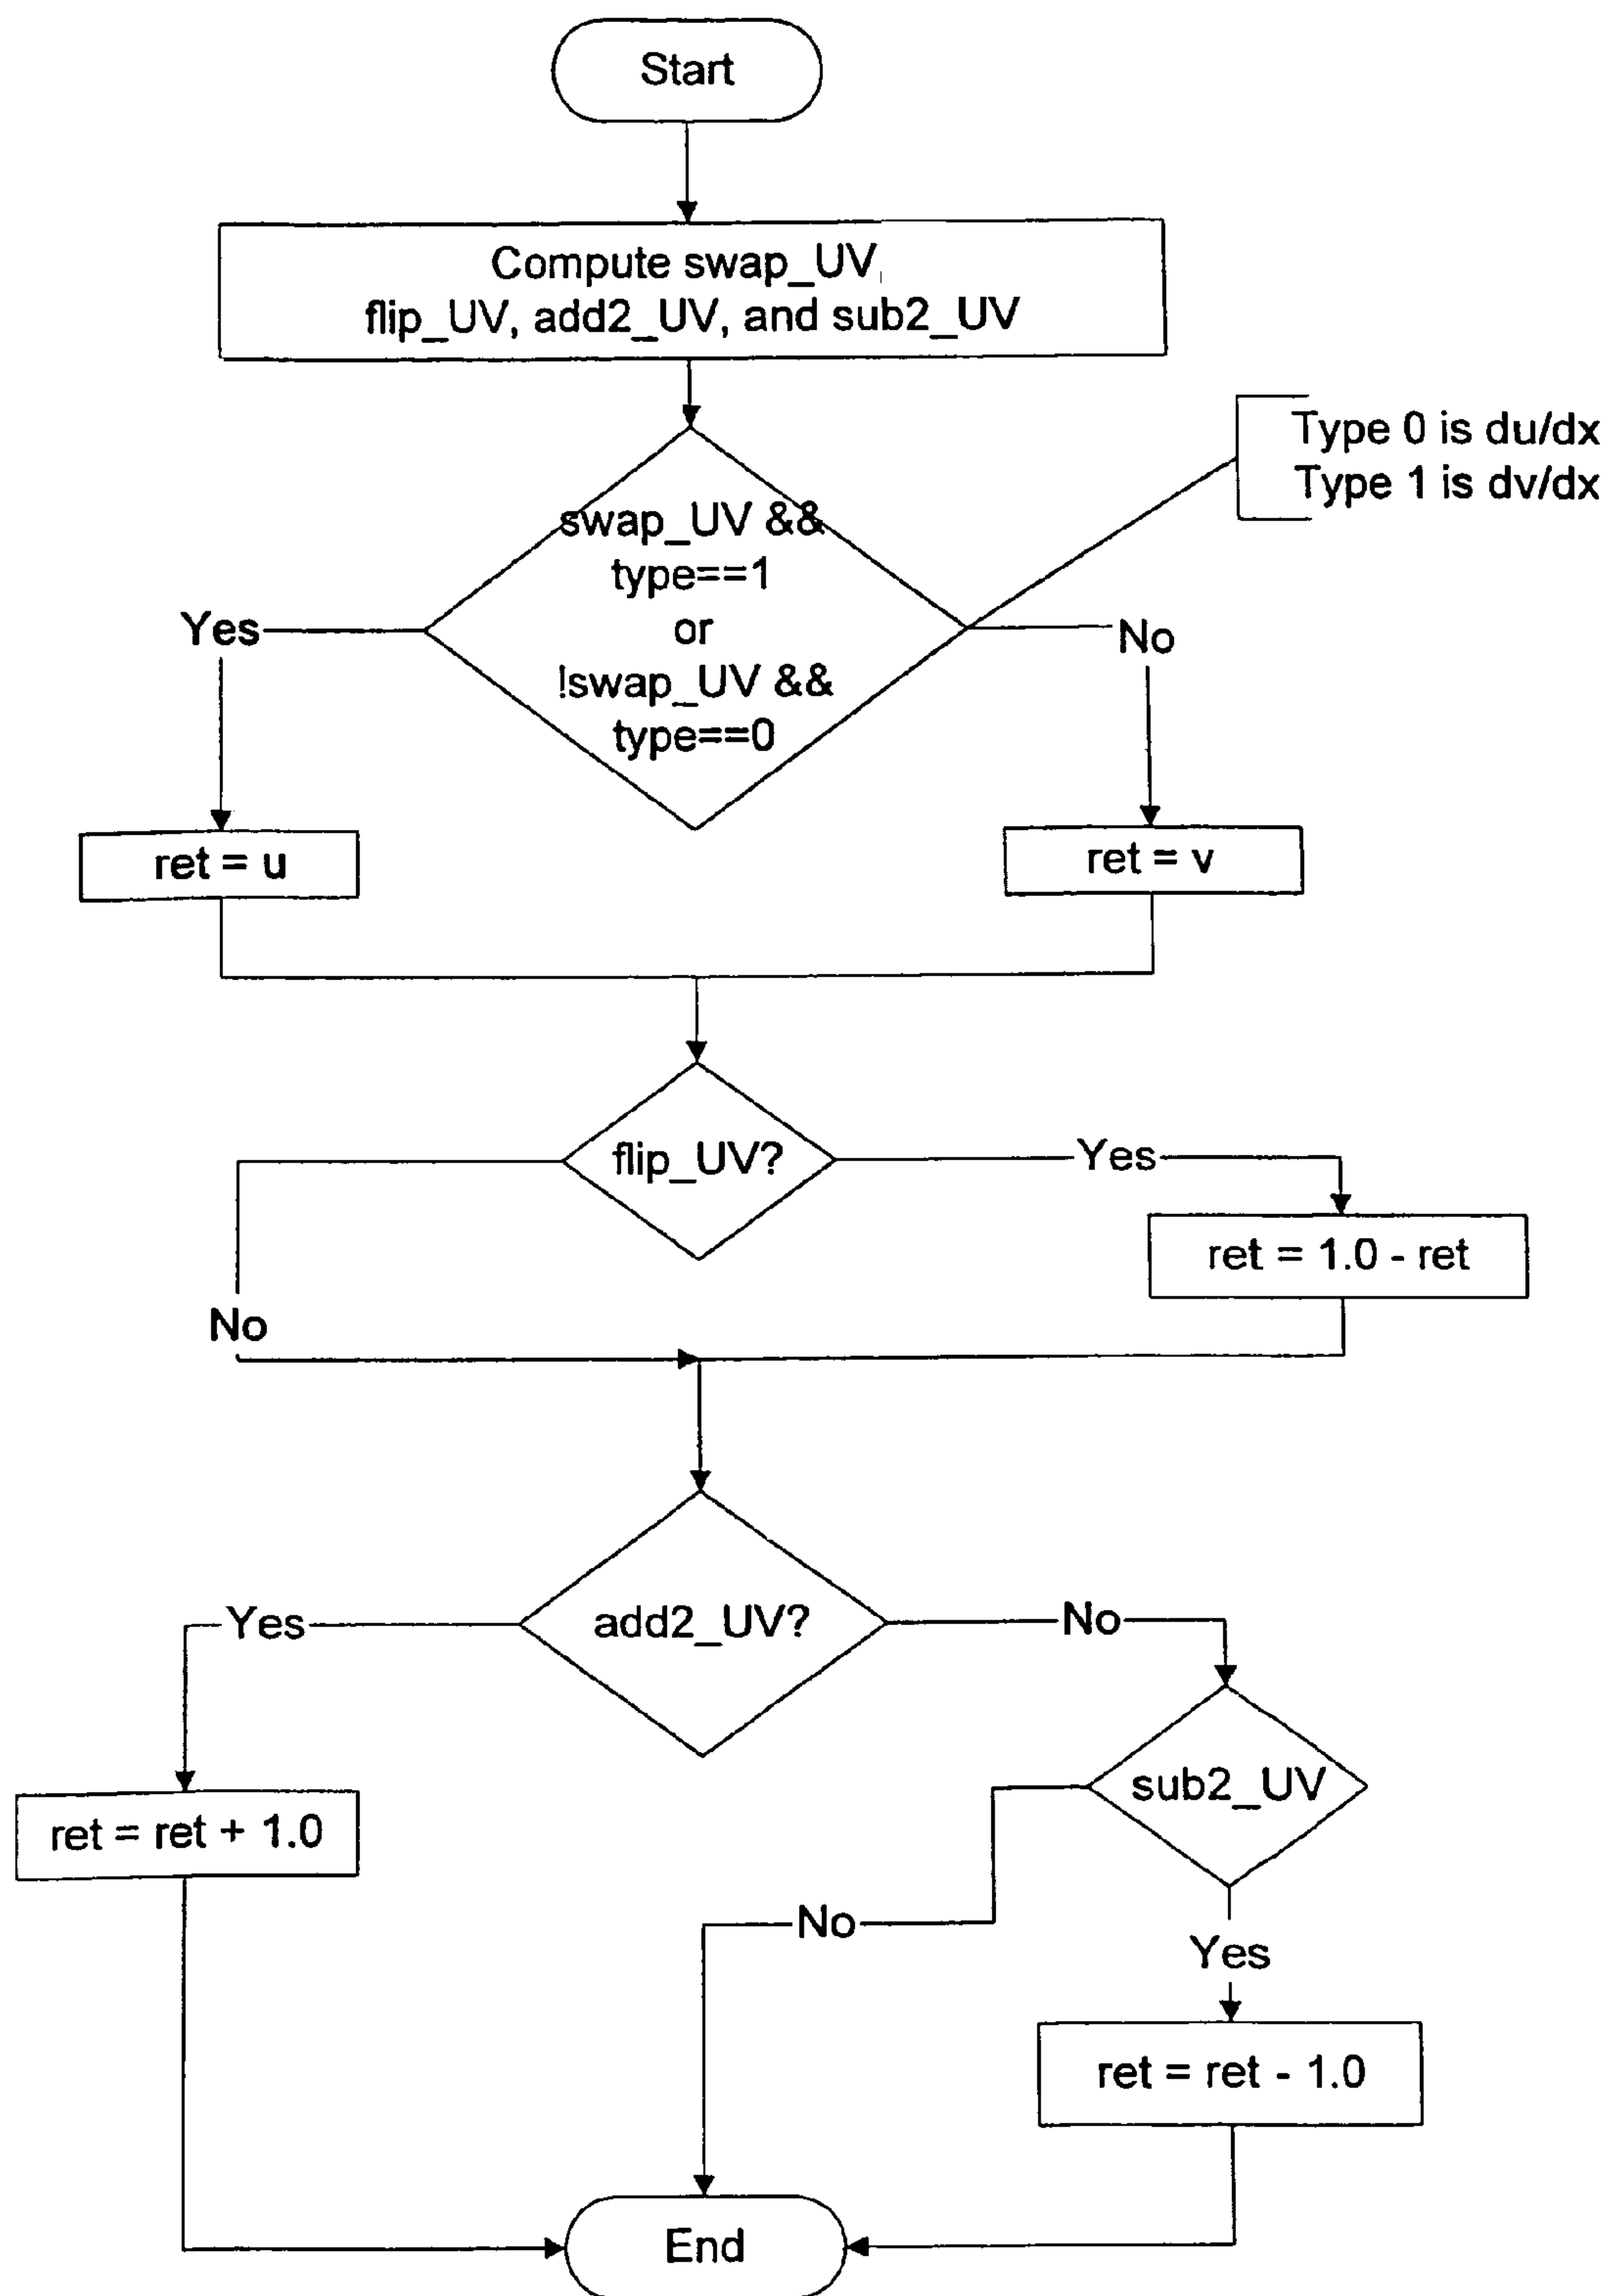 Start
Compute swap_UV
flip_UV, add2_UV, and sub2_UV
Type 0 is du/dx
Type 1 is dv/dx
swap_UV &&
type==1
or
!swap_UV &&
type==0
Yes
No
ret = u
ret = v
flip_UV?
Yes
ret = 1.0 - ret
No
add2_UV?
Yes
No
sub2_UV
ret = ret + 1.0
No
Yes
ret = ret - 1.0
End